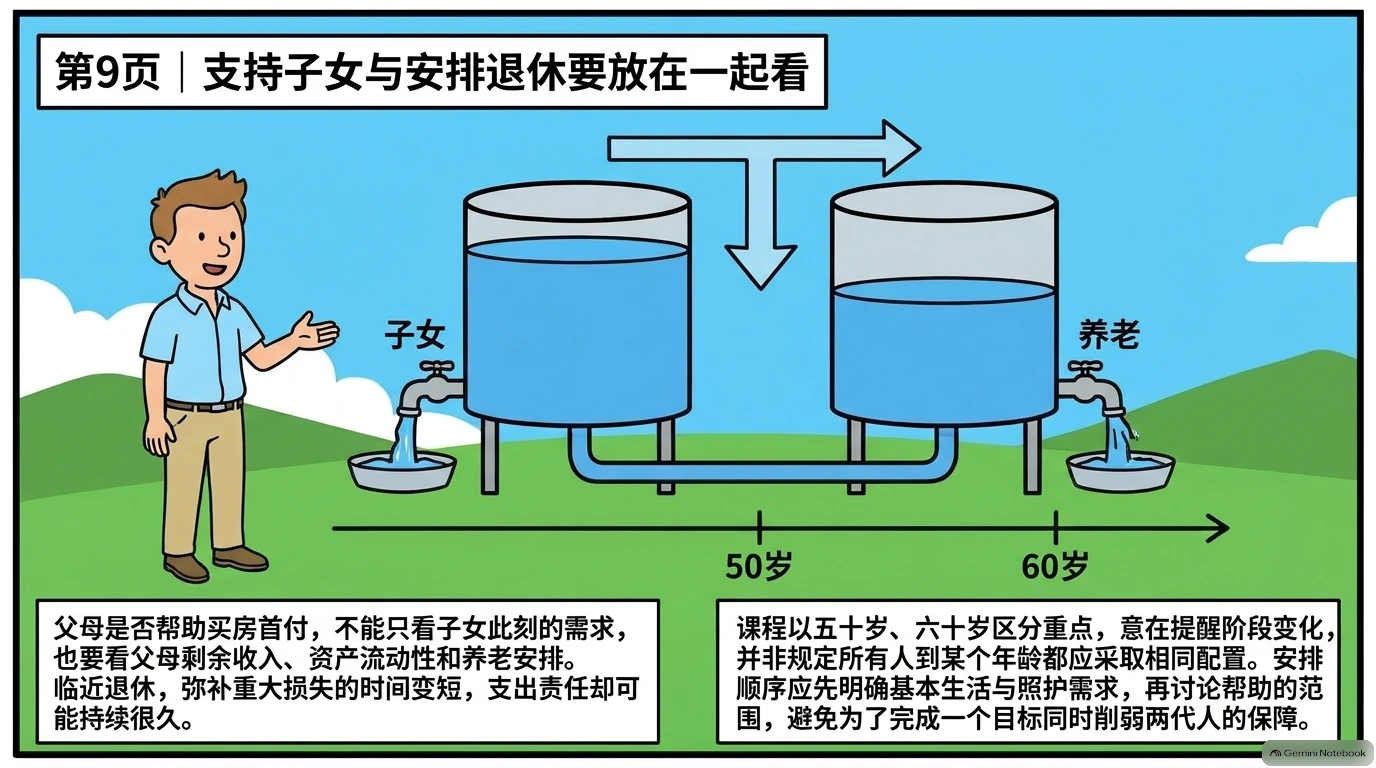 第9页｜支持子女与安排退休要放在一起看
子女
养老
50岁
60岁
父母是否帮助买房首付，不能只看子女此刻的需求，
也要看父母剩余收入、资产流动性和养老安排。
临近退休，弥补重大损失的时间变短，支出责任却可
能持续很久。
课程以五十岁、六十岁区分重点，意在提醒阶段变化，
并非规定所有人到某个年龄都应采取相同配置。安排
顺序应先明确基本生活与照护需求，再讨论帮助的范
围，避免为了完成一个目标同时削弱两代人的保障。
Gemini Notebook